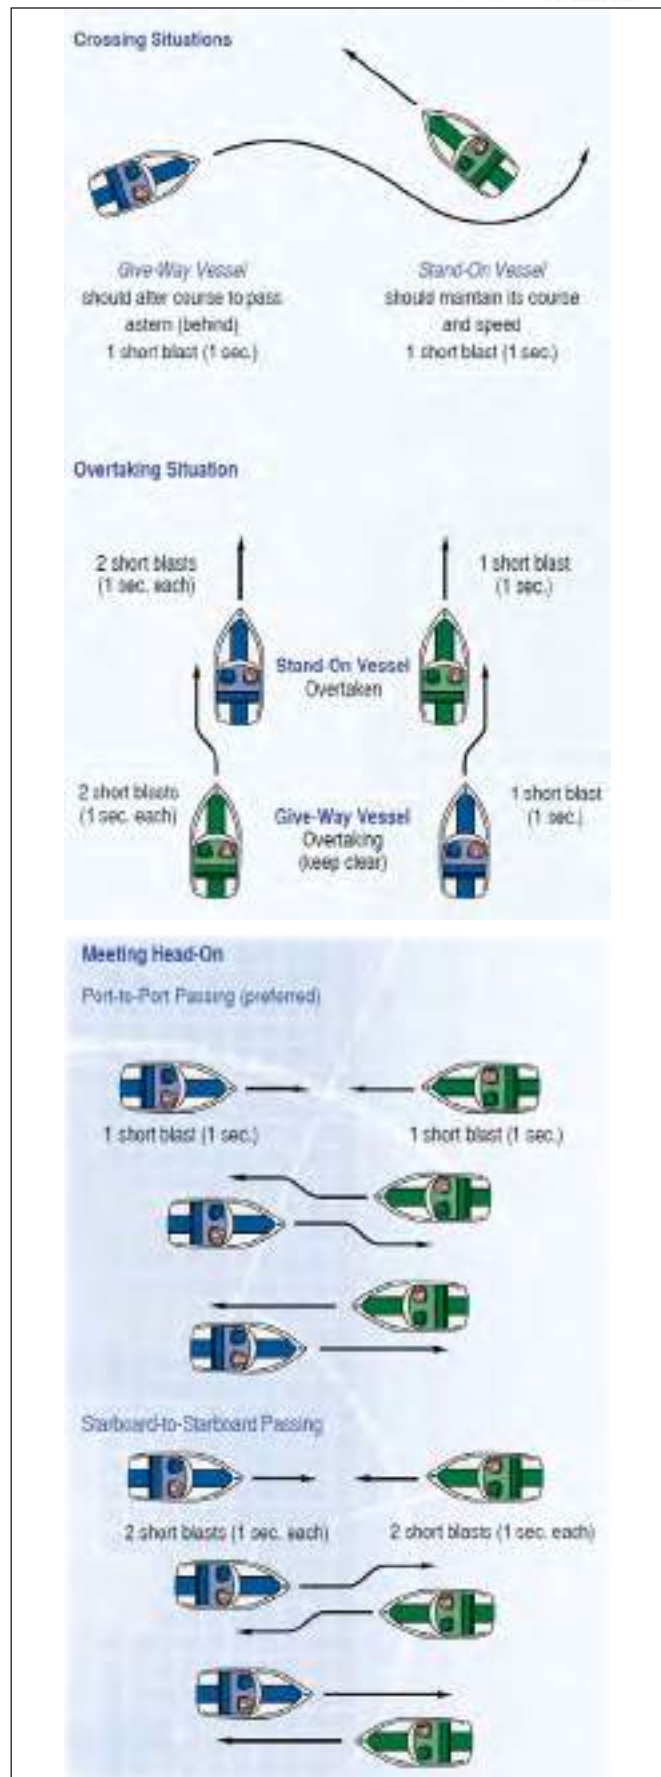 Crossing Situations
Give-Way Vessel
should alter course to pass
astern (behind)
1 short blast (1 sec.)
Stand-On Vessel
should maintain its course
and speed
1 short blast (1 sec.)
Overtaking Situation
2 short blasts
(1 sec. each)
1 short blast
(1 sec.)
Stand-On Vessel
Overtaken
2 short blasts
(1 sec. each)
Give-Way Vessel
Overtaking
(keep clear)
1 short blast
(1 sec.)
Meeting Head-On
Port-to-Port Passing (preferred)
1 short blast (1 sec.)
1 short blast (1 sec.)
Starboard-to-Starboard Passing
2 short blasts (1 sec. each)
2 short blasts (1 sec. each)